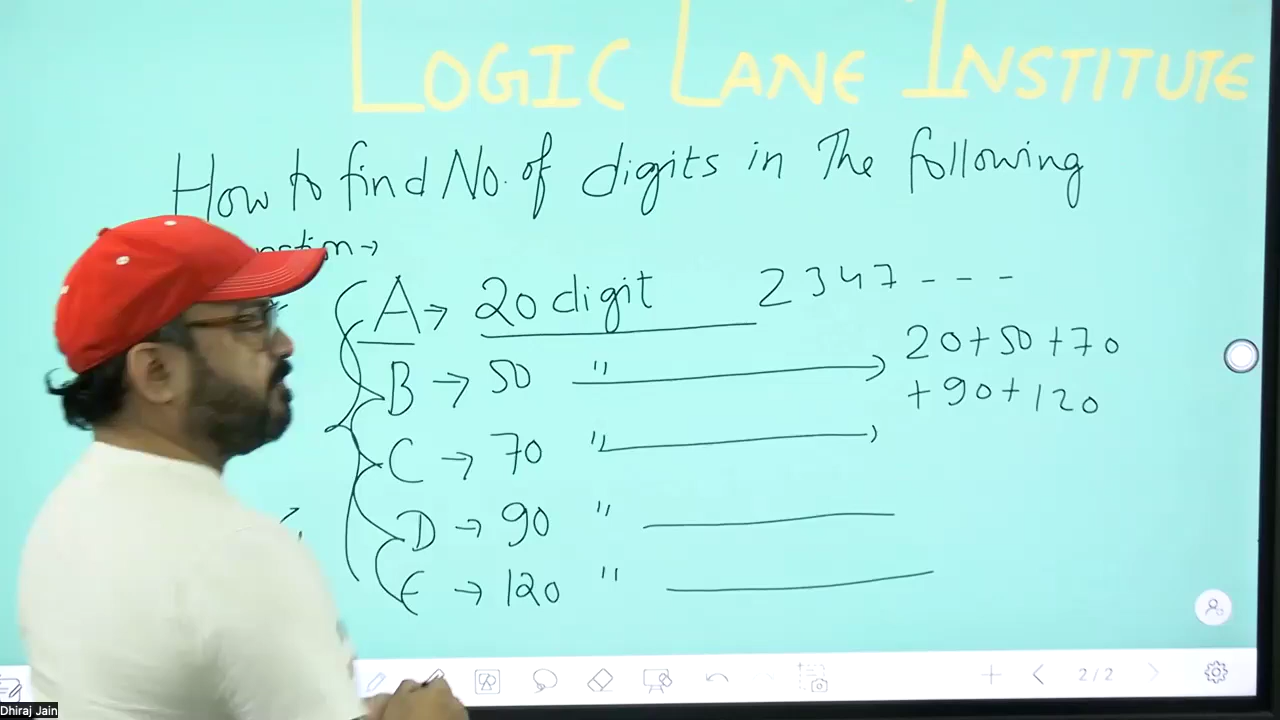 LOGIC LANE INSTITUTE
How to find No. of digits in The following
A → 20 digit 2347 - - -
B → 50 "
20+50+70
+90+120
C → 70 "
D → 90 "
E → 120 "
2/2
Dhiraj Jain